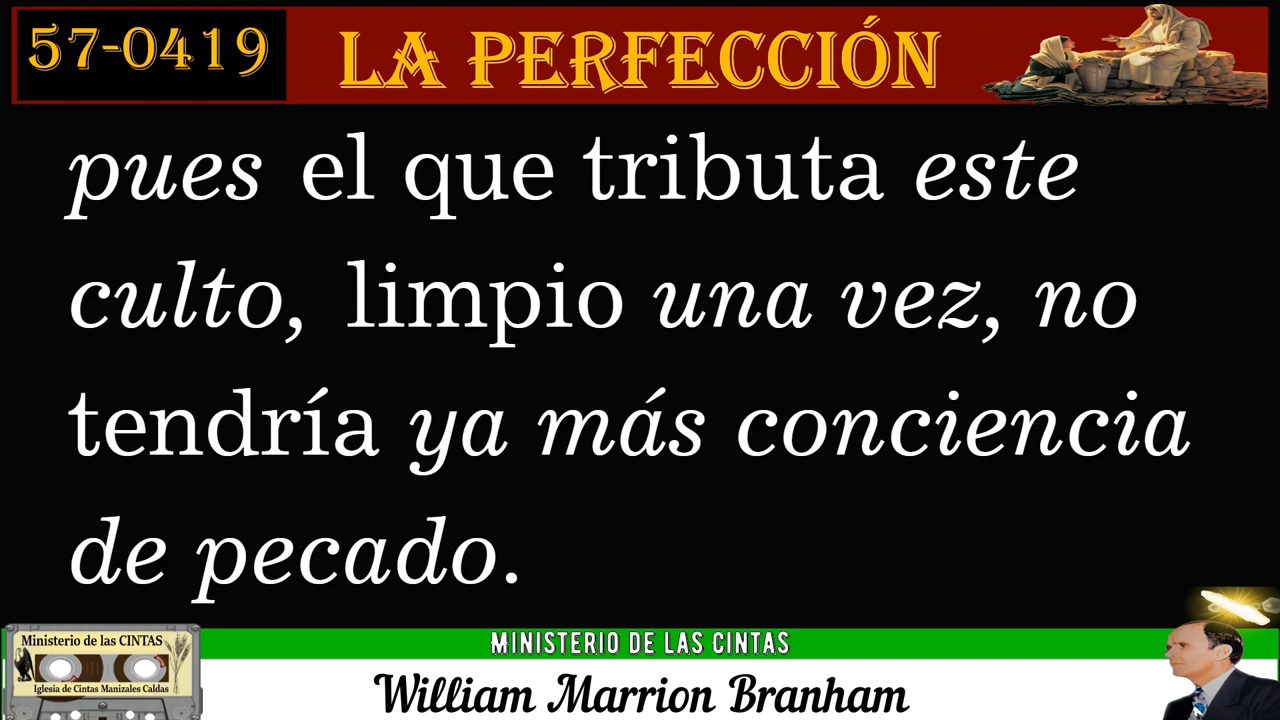 57-0419
LA PERFECCIÓN
pues el que tributa este
culto, limpio una vez, no
tendría ya más conciencia
de pecado.
MINISTERIO DE LAS CINTAS
Ministerio de las CINTAS
Iglesia de Cintas Manizales Caldas
William Marrion Branham